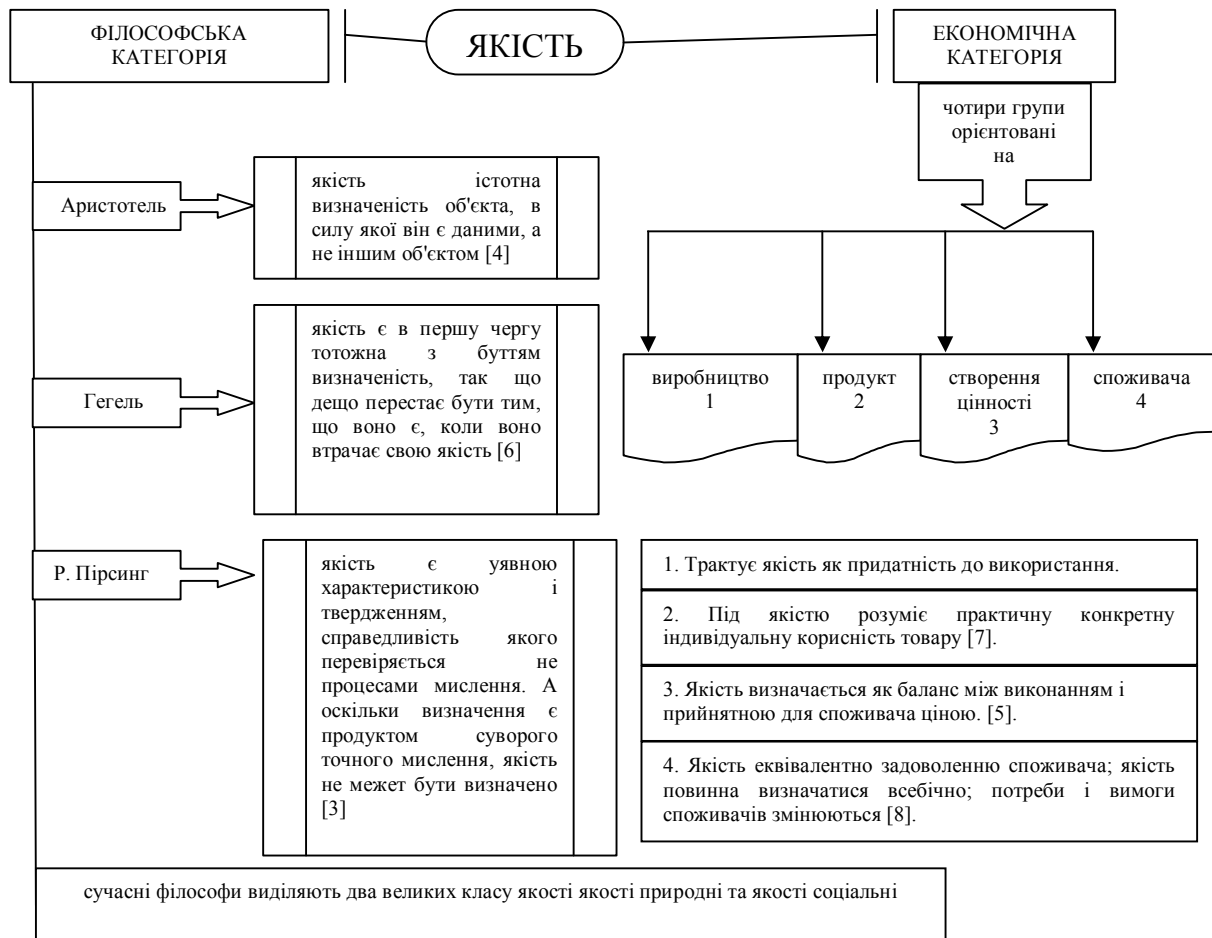 ФІЛОСОФСЬКА
КАТЕГОРІЯ
ЯКІСТЬ
ЕКОНОМІЧНА
КАТЕГОРІЯ
чотири групи
орієнтовані
на
Аристотель
якість істотна
визначеність об'єкта, в
силу якої він є даними, а
не іншим об'єктом [4]
Гегель
якість є в першу чергу
тотожна з буттям
визначеність, так що
дещо перестає бути тим,
що воно є, коли воно
втрачає свою якість [6]
виробництво
1
продукт
2
створення
цінності
3
споживача
4
Р. Пірсинг
якість є уявною
характеристикою і
твердженням,
справедливість якого
перевіряється не
процесами мислення. А
оскільки визначення є
продуктом суворого
точного мислення, якість
не межет бути визначено
[3]
1. Трактує якість як придатність до використання.
2. Під якістю розуміє практичну конкретну
індивідуальну корисність товару [7].
3. Якість визначається як баланс між виконанням і
прийнятною для споживача ціною. [5].
4. Якість еквівалентно задоволенню споживача; якість
повинна визначатися всебічно; потреби і вимоги
споживачів змінюються [8].
сучасні філософи виділяють два великих класу якості якості природні та якості соціальні